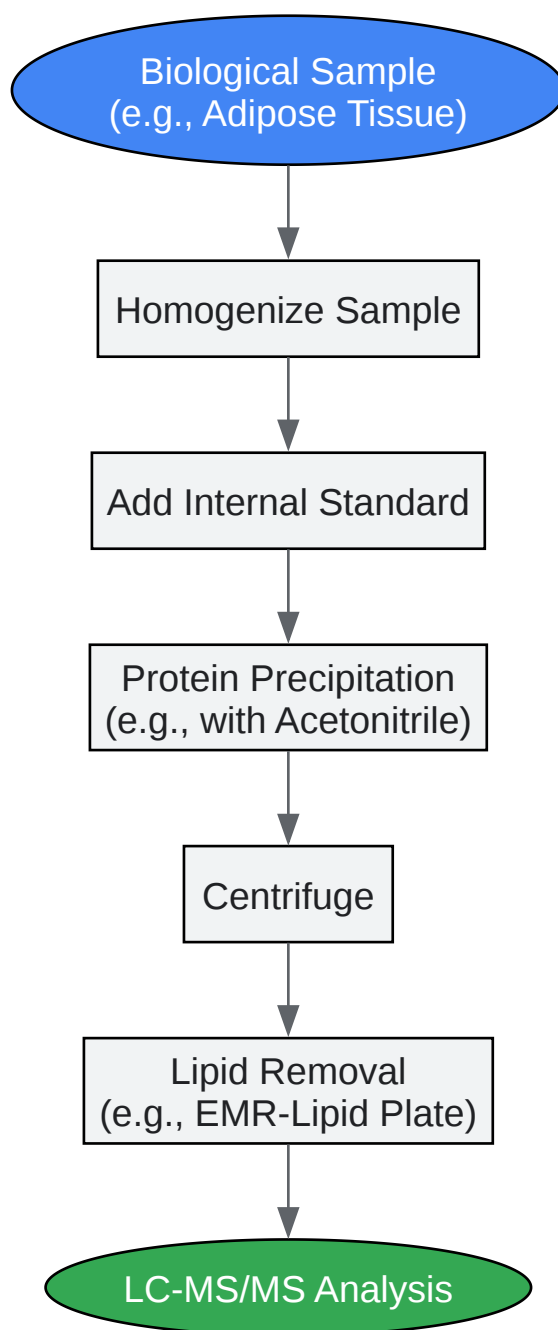 Biological Sample
(e.g., Adipose Tissue)
Homogenize Sample
Add Internal Standard
Protein Precipitation
(e.g., with Acetonitrile)
Centrifuge
Lipid Removal
(e.g., EMR-Lipid Plate)
LC-MS/MS Analysis